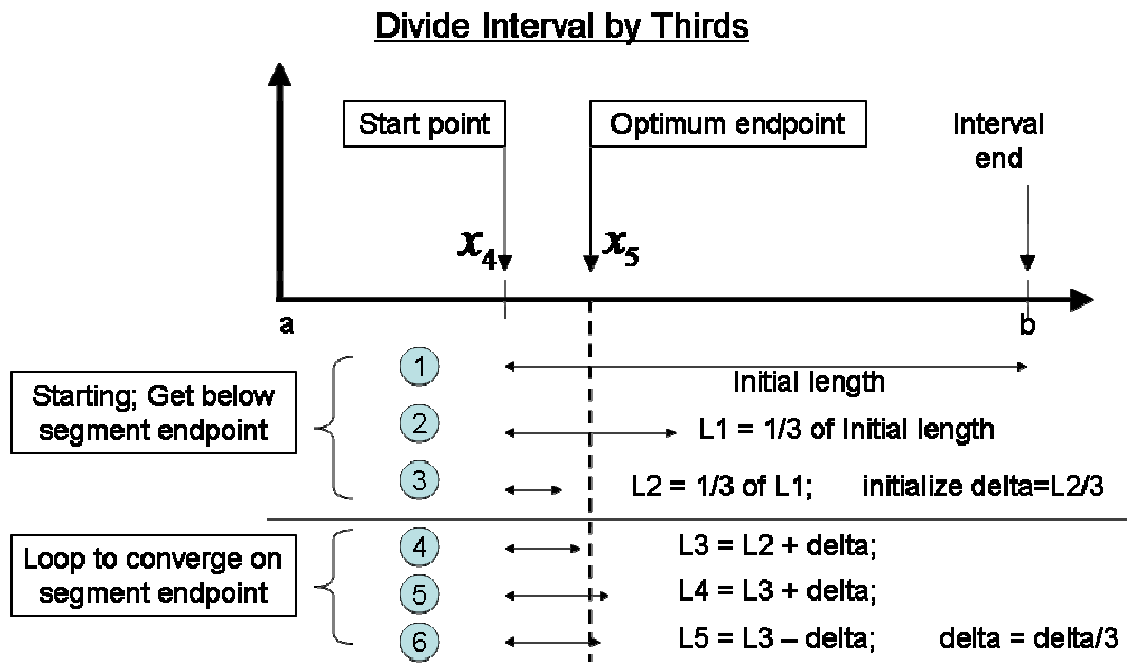 Divide Interval by Thirds
Start point
Optimum endpoint
Interval
end
x4
x5
a
b
Starting; Get below
segment endpoint
1
Initial length
2
L1 = 1/3 of Initial length
3
L2 = 1/3 of L1; initialize delta=L2/3
Loop to converge on
segment endpoint
4
L3 = L2 + delta;
5
L4 = L3 + delta;
6
L5 = L3 – delta; delta = delta/3